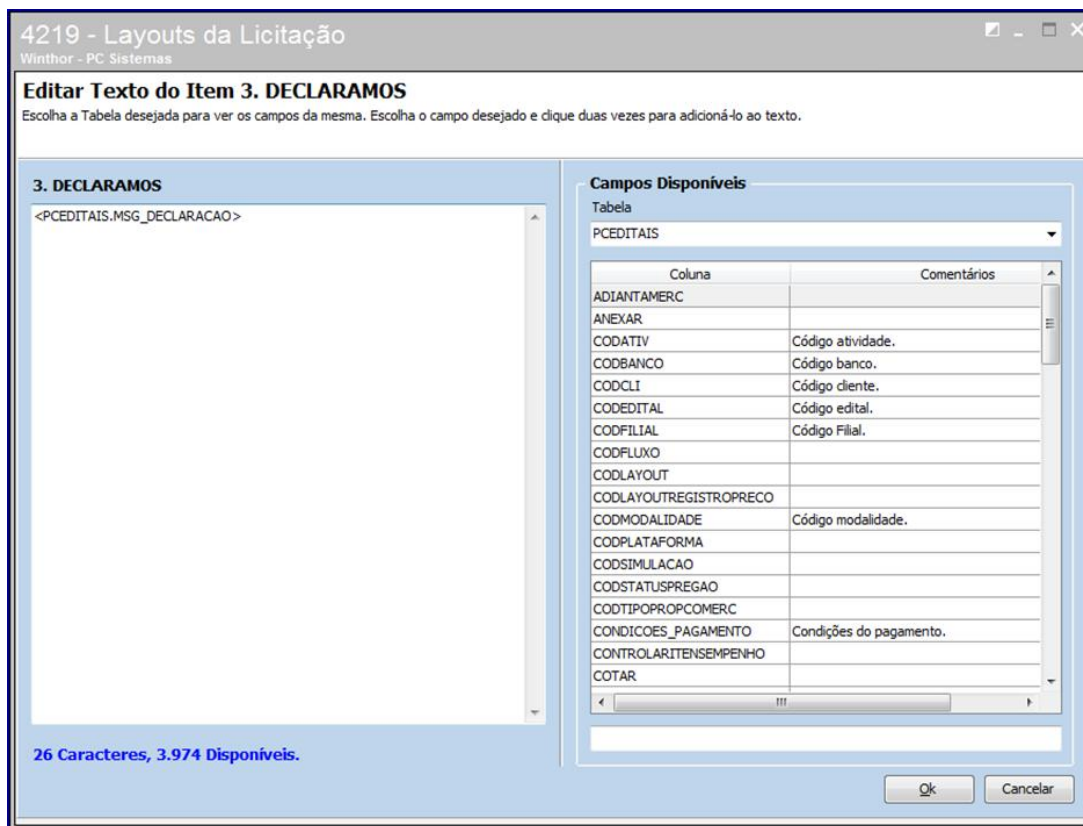 4219 - Layouts da Licitação
Winthor - PC Sistemas
Editar Texto do Item 3. DECLARAMOS
Escolha a Tabela desejada para ver os campos da mesma. Escolha o campo desejado e clique duas vezes para adicioná-lo ao texto.
3. DECLARAMOS
<PCEDITAIS.MSG_DECLARACAO>
26 Caracteres, 3.974 Disponíveis.
Campos Disponíveis
Tabela
PCEDITAIS
Coluna Comentários
ADIANTAMERC
ANEXAR
CODATIV Código atividade.
CODBANCO Código banco.
CODCLI Código cliente.
CODEDITAL Código edital.
CODFILIAL Código Filial.
CODFLUXO
CODLAYOUT
CODLAYOUTREGISTROPRECO
CODMODALIDADE Código modalidade.
CODPLATAFORMA
CODSIMULACAO
CODSTATUSPREGAO
CODTIPOPROPCOMERC
CONDICOES_PAGAMENTO Condições do pagamento.
CONTROLARITENSEMPENHO
COTAR
Ok Cancelar